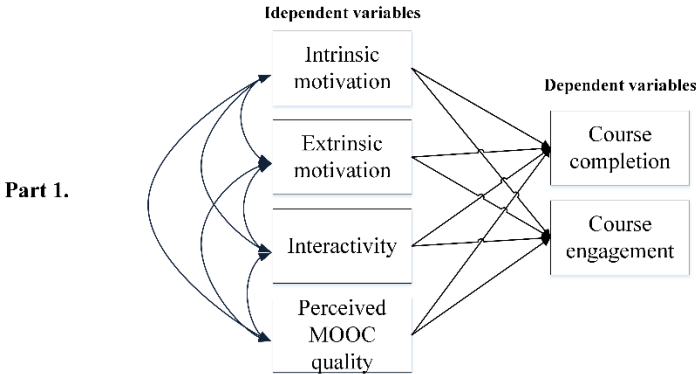 Idependent variables
Intrinsic
motivation
Dependent variables
Extrinsic
motivation
Course
completion
Part 1.
Interactivity
Course
engagement
Perceived
MOOC
quality